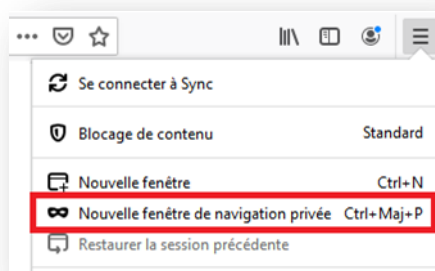 Se connecter à Sync
Blocage de contenu Standard
Nouvelle fenêtre Ctrl+N
Nouvelle fenêtre de navigation privée Ctrl+Maj+P
Restaurer la session précédente